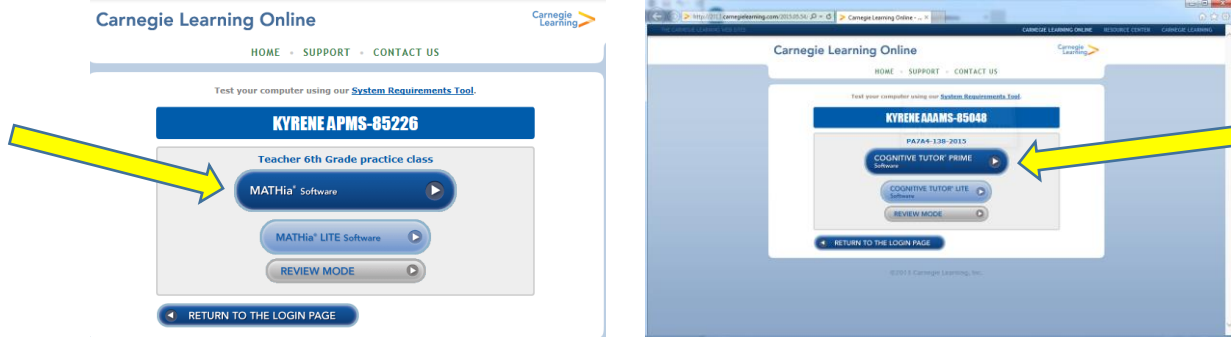 Carnegie Learning Online
Carnegie Learning
HOME • SUPPORT • CONTACT US
Test your computer using our System Requirements Tool.
KYRENE APMS-85226
Teacher 6th Grade practice class
MATHia® Software
MATHia® LITE Software
REVIEW MODE
RETURN TO THE LOGIN PAGE
Carnegie Learning Online - ...
THE CARNEGIE LEARNING WEB SITES
CARNEGIE LEARNING ONLINE RESOURCE CENTER CARNEGIE LEARNING
Carnegie Learning Online
Carnegie Learning
HOME • SUPPORT • CONTACT US
Test your computer using our System Requirements Tool.
KYRENE AAAMS-85048
PA7A4-138-2015
COGNITIVE TUTOR® PRIME
Software
COGNITIVE TUTOR® LITE
Software
REVIEW MODE
RETURN TO THE LOGIN PAGE
©2013 Carnegie Learning, Inc.